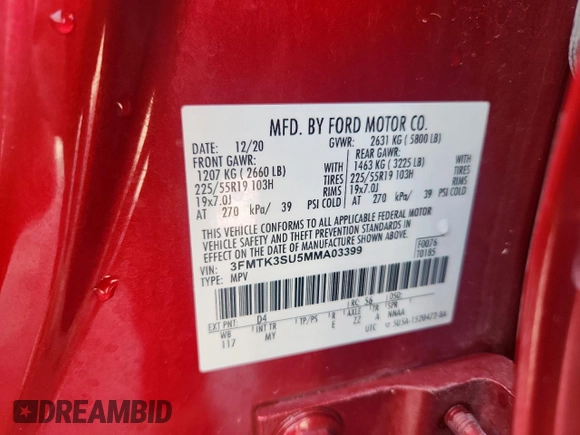 MFD. BY FORD MOTOR CO.
DATE: 12/20 GVWR: 2631 KG ( 5800 LB)
FRONT GAWR: REAR GAWR:
1207 KG ( 2660 LB) WITH 1463 KG ( 3225 LB) WITH
225/55R19 103H TIRES 225/55R19 103H TIRES
19x7.0J RIMS 19x7.0J RIMS
AT 270 kPa/ 39 PSI COLD AT 270 kPa/ 39 PSI COLD
THIS VEHICLE CONFORMS TO ALL APPLICABLE FEDERAL MOTOR
VEHICLE SAFETY AND THEFT PREVENTION STANDARDS IN
EFFECT ON THE DATE OF MANUFACTURE SHOWN ABOVE.
VIN: 3FMTK3SU5MMA03399 F0076
TYPE: MPV T0185
EXT PNT: D4 RC: 56 DSO:
WB INT TR TP/PS R AXLE TR SPR
117 MY E 22 A NNAA
UTC
DREAMBID